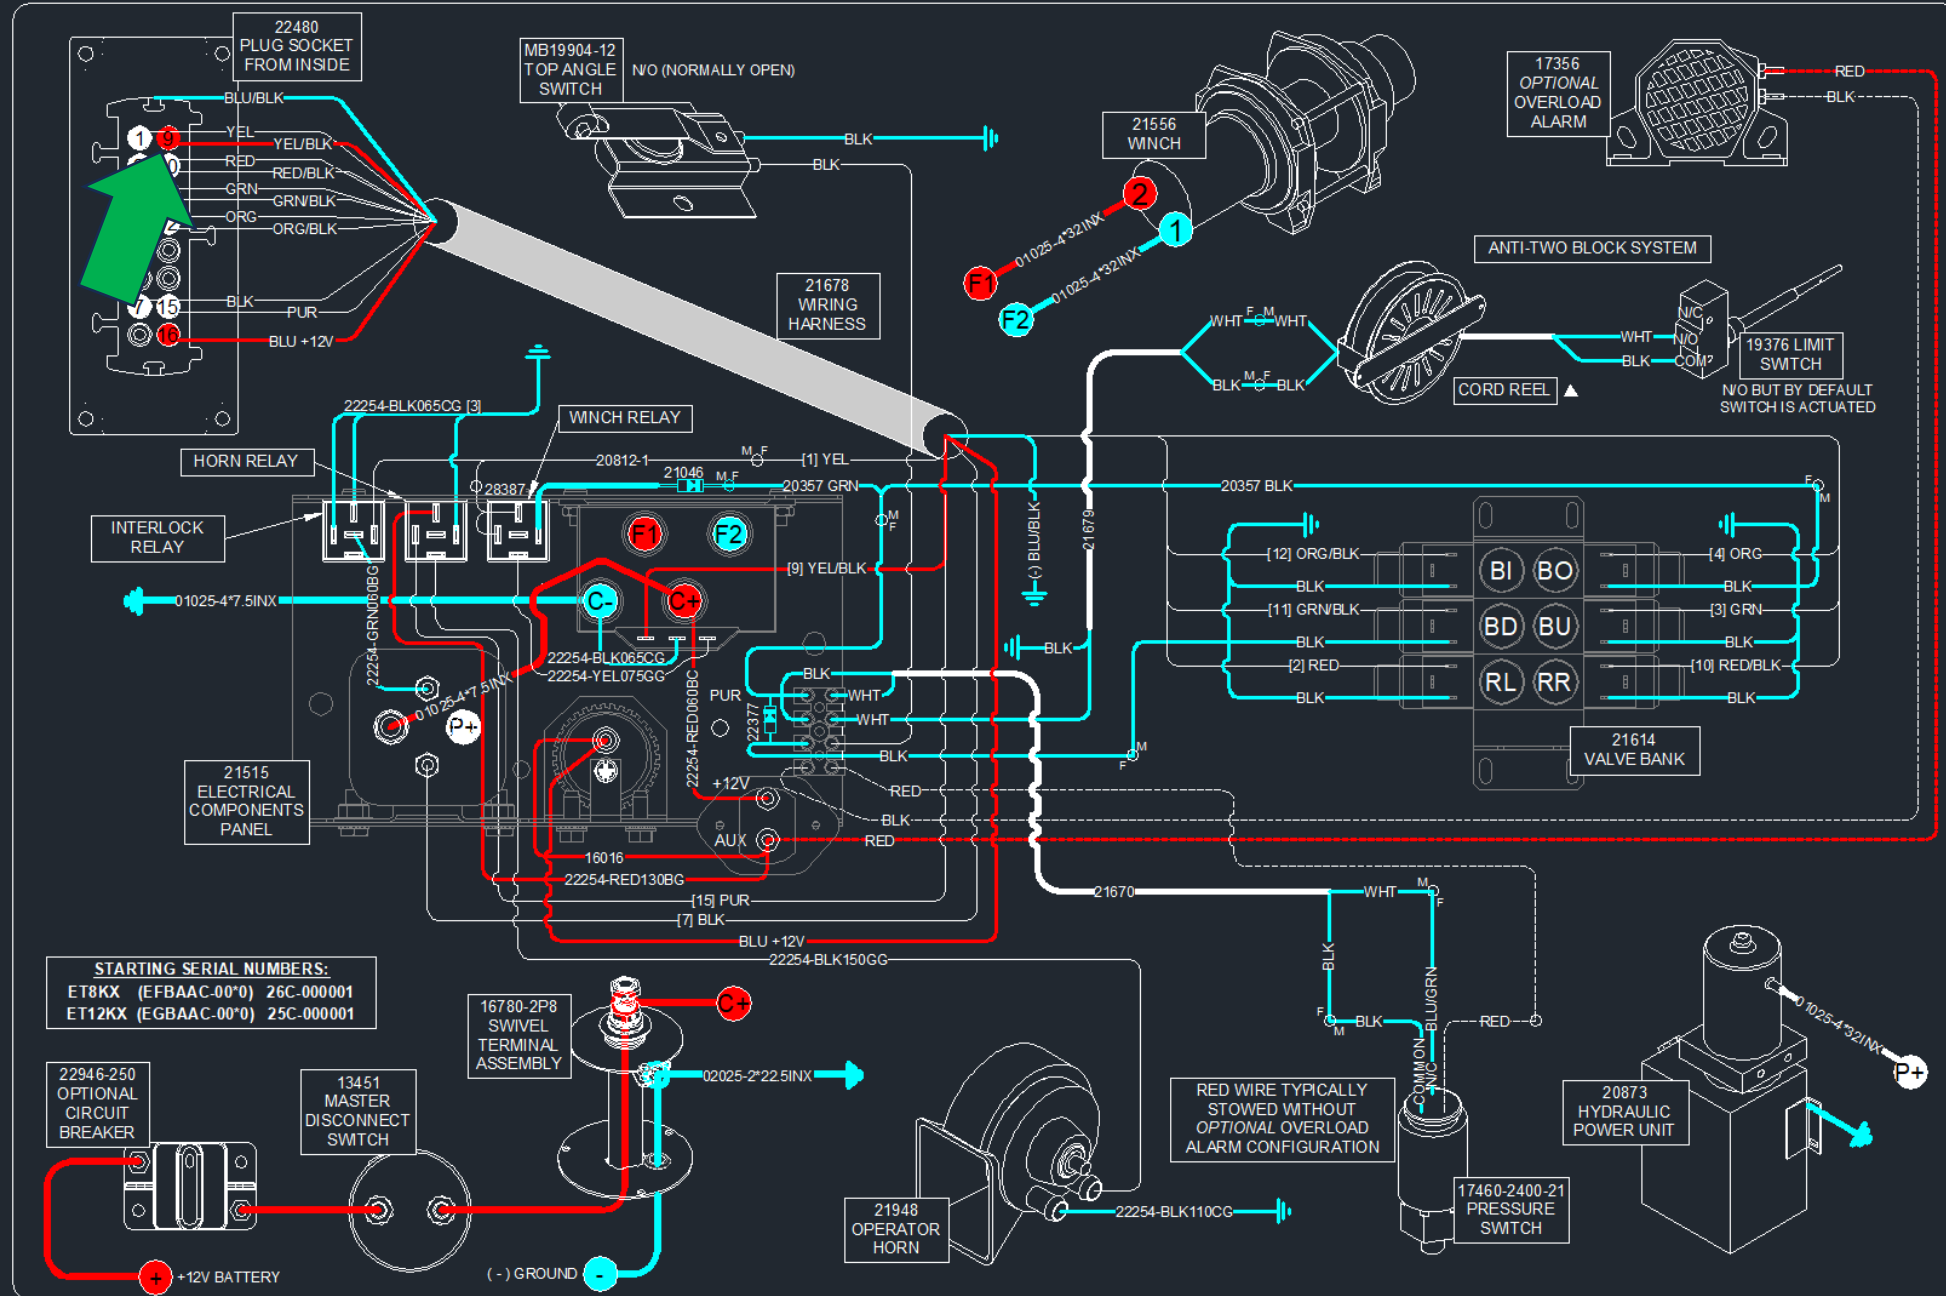 22480
PLUG SOCKET
FROM INSIDE
BLU/BLK
1
9
YEL
YEL/BLK
RED
RED/BLK
GRN
GRN/BLK
ORG
ORG/BLK
7
15
BLK
PUR
16
BLU +12V
MB19904-12
TOP ANGLE
SWITCH
N/O (NORMALLY OPEN)
BLK
BLK
21556
WINCH
2
1
01025-4*32INX
01025-4*32INX
F1
F2
17356
OPTIONAL
OVERLOAD
ALARM
RED
BLK
21678
WIRING
HARNESS
ANTI-TWO BLOCK SYSTEM
WHT
F
M
WHT
BLK
M
F
BLK
CORD REEL ▲
WHT
BLK
N/C
N/O
COM
19376 LIMIT
SWITCH
N/O BUT BY DEFAULT
SWITCH IS ACTUATED
22254-BLK065CG [3]
WINCH RELAY
HORN RELAY
INTERLOCK
RELAY
20812-1
M
F
[1] YEL
21046
M
F
20357 GRN
28387
20357 BLK
F
M
M
F
F1
F2
[9] YEL/BLK
(-) BLU/BLK
21679
C-
C+
01025-4*7.5INX
22254-GRN060BG
22254-BLK065CG
22254-YEL075GG
01025-4*7.5INX
P+
22254-RED060BC
BLK
PUR
WHT
WHT
22377
BLK
BLK
M
F
+12V
AUX
RED
BLK
RED
[12] ORG/BLK
BLK
[11] GRN/BLK
BLK
[2] RED
BLK
BI
BO
BD
BU
RL
RR
[4] ORG
BLK
[3] GRN
BLK
[10] RED/BLK
BLK
21614
VALVE BANK
21515
ELECTRICAL
COMPONENTS
PANEL
16016
22254-RED130BG
[15] PUR
[7] BLK
BLU +12V
22254-BLK150GG
21670
WHT
M
F
BLK
BLU/GRN
F
M
BLK
RED
COMMON
N/C
STARTING SERIAL NUMBERS:
ET8KX (EFBAAC-00*0) 26C-000001
ET12KX (EGBAAC-00*0) 25C-000001
16780-2P8
SWIVEL
TERMINAL
ASSEMBLY
C+
02025-2*22.5INX
22946-250
OPTIONAL
CIRCUIT
BREAKER
13451
MASTER
DISCONNECT
SWITCH
+
+12V BATTERY
( - ) GROUND
-
21948
OPERATOR
HORN
22254-BLK110CG
RED WIRE TYPICALLY
STOWED WITHOUT
OPTIONAL OVERLOAD
ALARM CONFIGURATION
17460-2400-21
PRESSURE
SWITCH
20873
HYDRAULIC
POWER UNIT
01025-4*32INX
P+